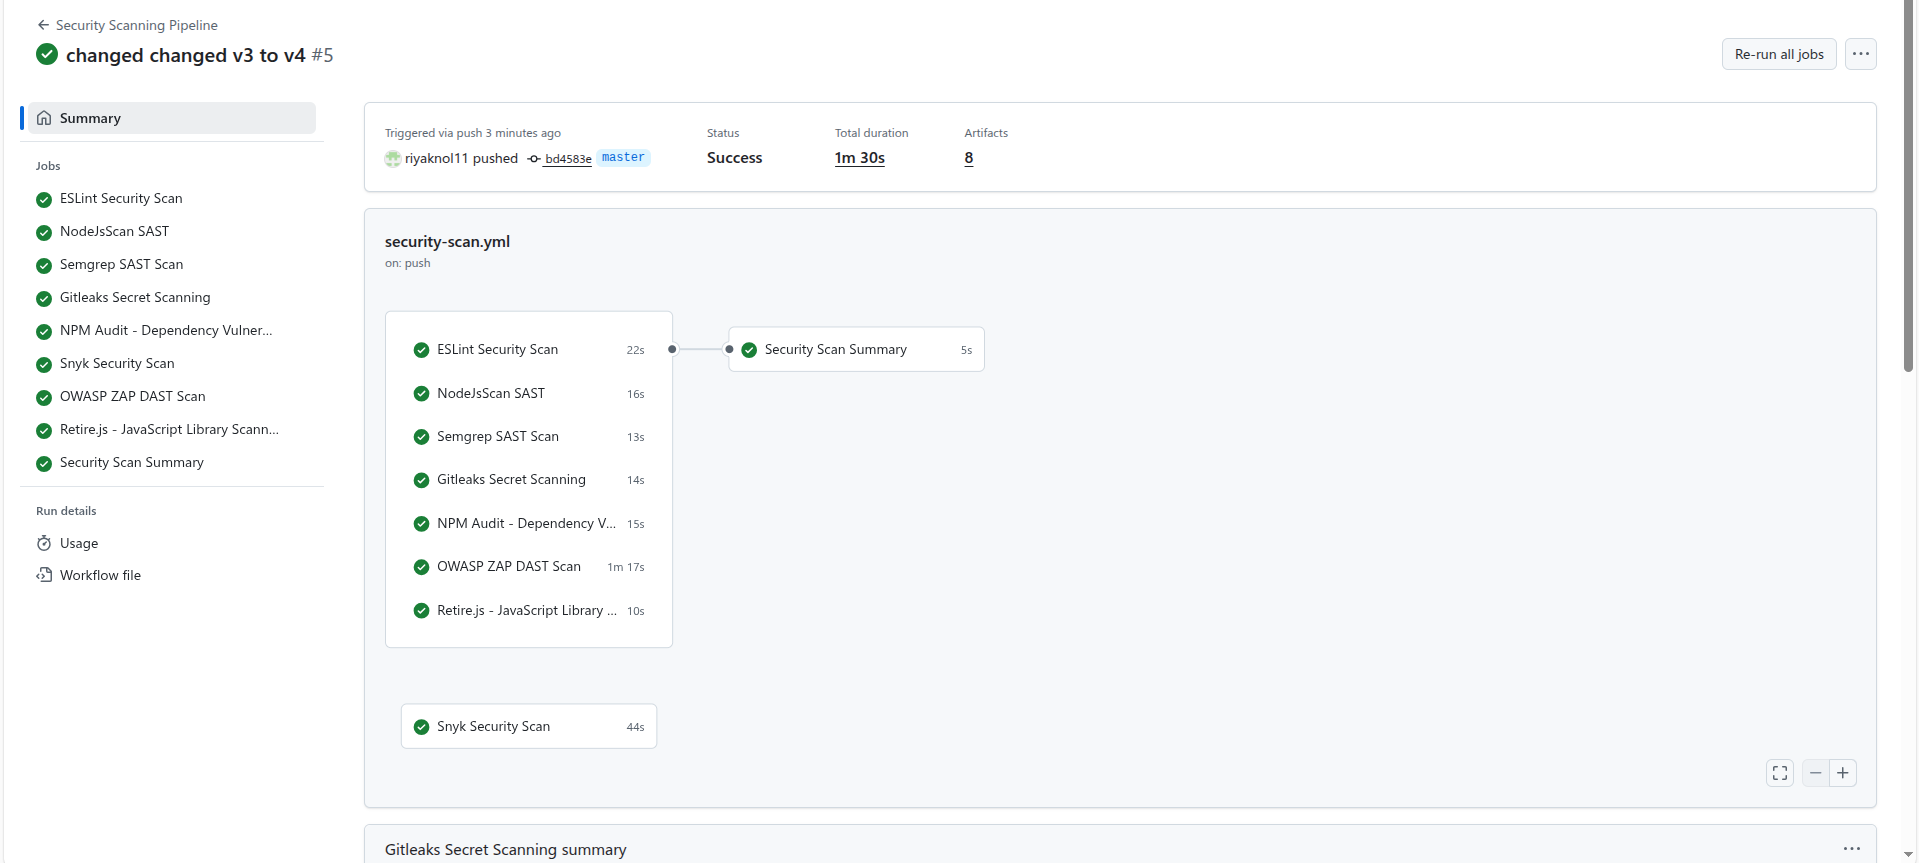 Security Scanning Pipeline
changed changed v3 to v4 #5
Re-run all jobs
Summary
Jobs
ESLint Security Scan
NodeJsScan SAST
Semgrep SAST Scan
Gitleaks Secret Scanning
NPM Audit - Dependency Vulner...
Snyk Security Scan
OWASP ZAP DAST Scan
Retire.js - JavaScript Library Scann...
Security Scan Summary
Run details
Usage
Workflow file
Triggered via push 3 minutes ago
riyaknol11 pushed bd4583e master
Status
Success
Total duration
1m 30s
Artifacts
8
security-scan.yml
on: push
ESLint Security Scan 22s
NodeJsScan SAST 16s
Semgrep SAST Scan 13s
Gitleaks Secret Scanning 14s
NPM Audit - Dependency V... 15s
OWASP ZAP DAST Scan 1m 17s
Retire.js - JavaScript Library ... 10s
Security Scan Summary 5s
Snyk Security Scan 44s
Gitleaks Secret Scanning summary